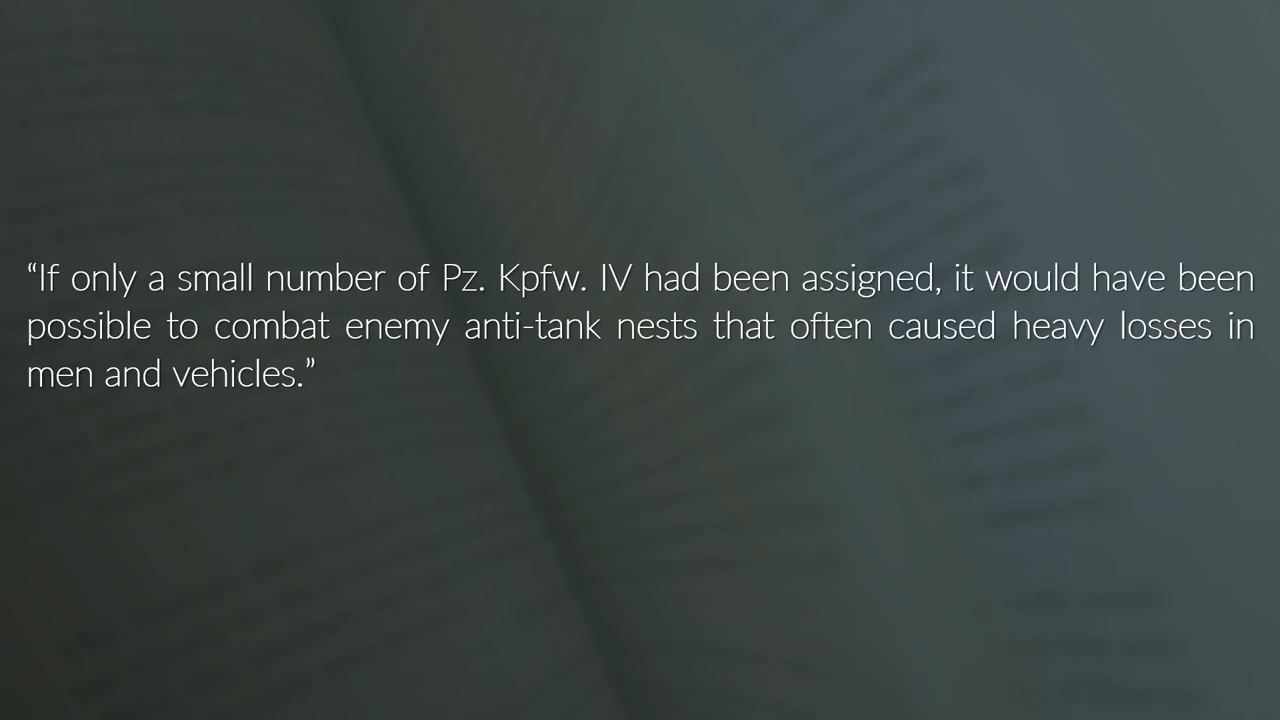 “If only a small number of Pz. Kpfw. IV had been assigned, it would have been
possible to combat enemy anti-tank nests that often caused heavy losses in
men and vehicles.”